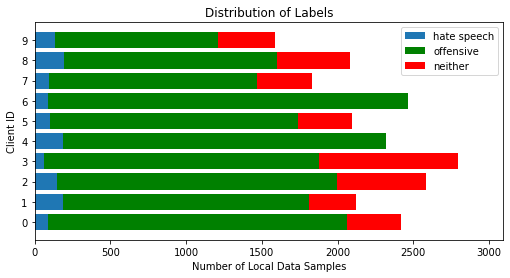 Distribution of Labels
hate speech
offensive
neither
Client ID
9
8
7
6
5
4
3
2
1
0
0
500
1000
1500
2000
2500
3000
Number of Local Data Samples